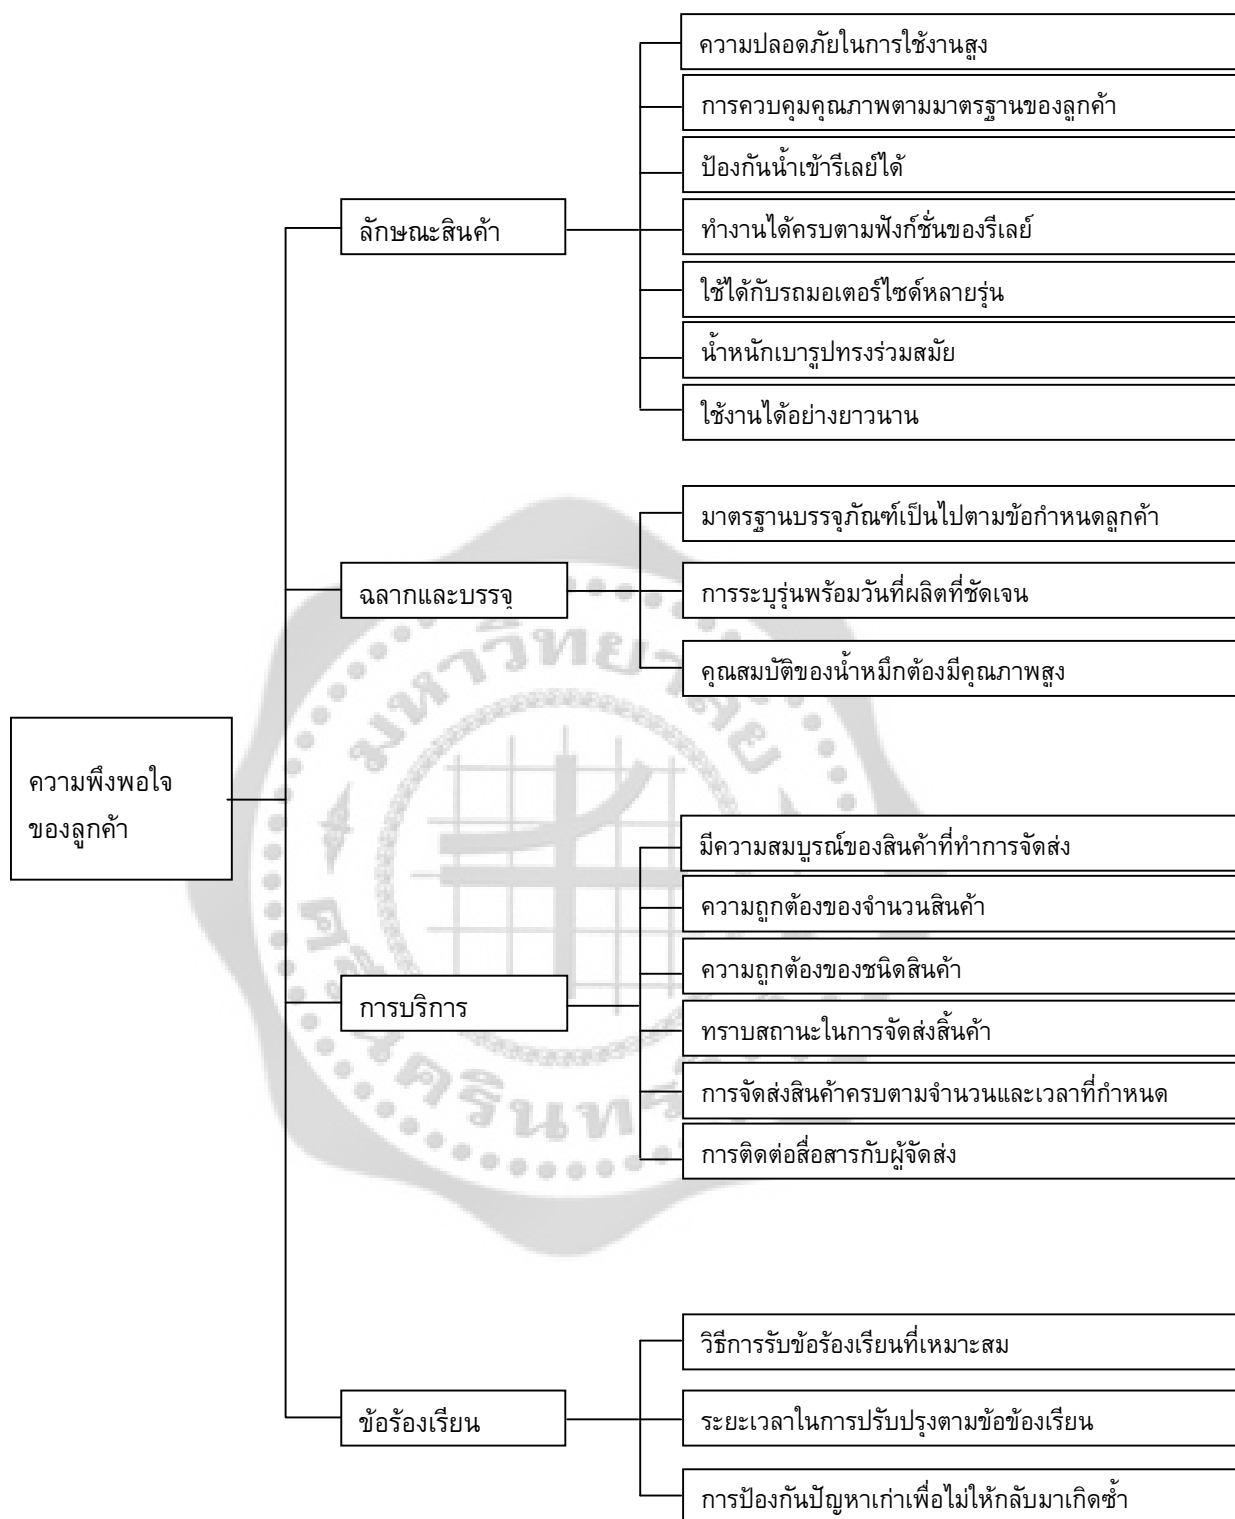 ความปลอดภัยในการใช้งานสูง
การควบคุมคุณภาพตามมาตรฐานของลูกค้า
ป้องกันน้ำเข้ารีเลย์ได้
ลักษณะสินค้า
ทำงานได้ครบตามฟังก์ชั่นของรีเลย์
ใช้ได้กับรถมอเตอร์ไซด์หลายรุ่น
น้ำหนักเบารูปทรงร่วมสมัย
ใช้งานได้อย่างยาวนาน
มาตรฐานบรรจุภัณฑ์เป็นไปตามข้อกำหนดลูกค้า
ฉลากและบรรจุ
การระบุรุ่นพร้อมวันที่ผลิตที่ชัดเจน
คุณสมบัติของน้ำหมึกต้องมีคุณภาพสูง
ความพึงพอใจ
ของลูกค้า
มีความสมบูรณ์ของสินค้าที่ทำการจัดส่ง
ความถูกต้องของจำนวนสินค้า
ความถูกต้องของชนิดสินค้า
การบริการ
ทราบสถานะในการจัดส่งสิ้นค้า
การจัดส่งสินค้าครบตามจำนวนและเวลาที่กำหนด
การติดต่อสื่อสารกับผู้จัดส่ง
วิธีการรับข้อร้องเรียนที่เหมาะสม
ข้อร้องเรียน
ระยะเวลาในการปรับปรุงตามข้อข้องเรียน
การป้องกันปัญหาเก่าเพื่อไม่ให้กลับมาเกิดซ้ำ
มหาวิทยาลัย